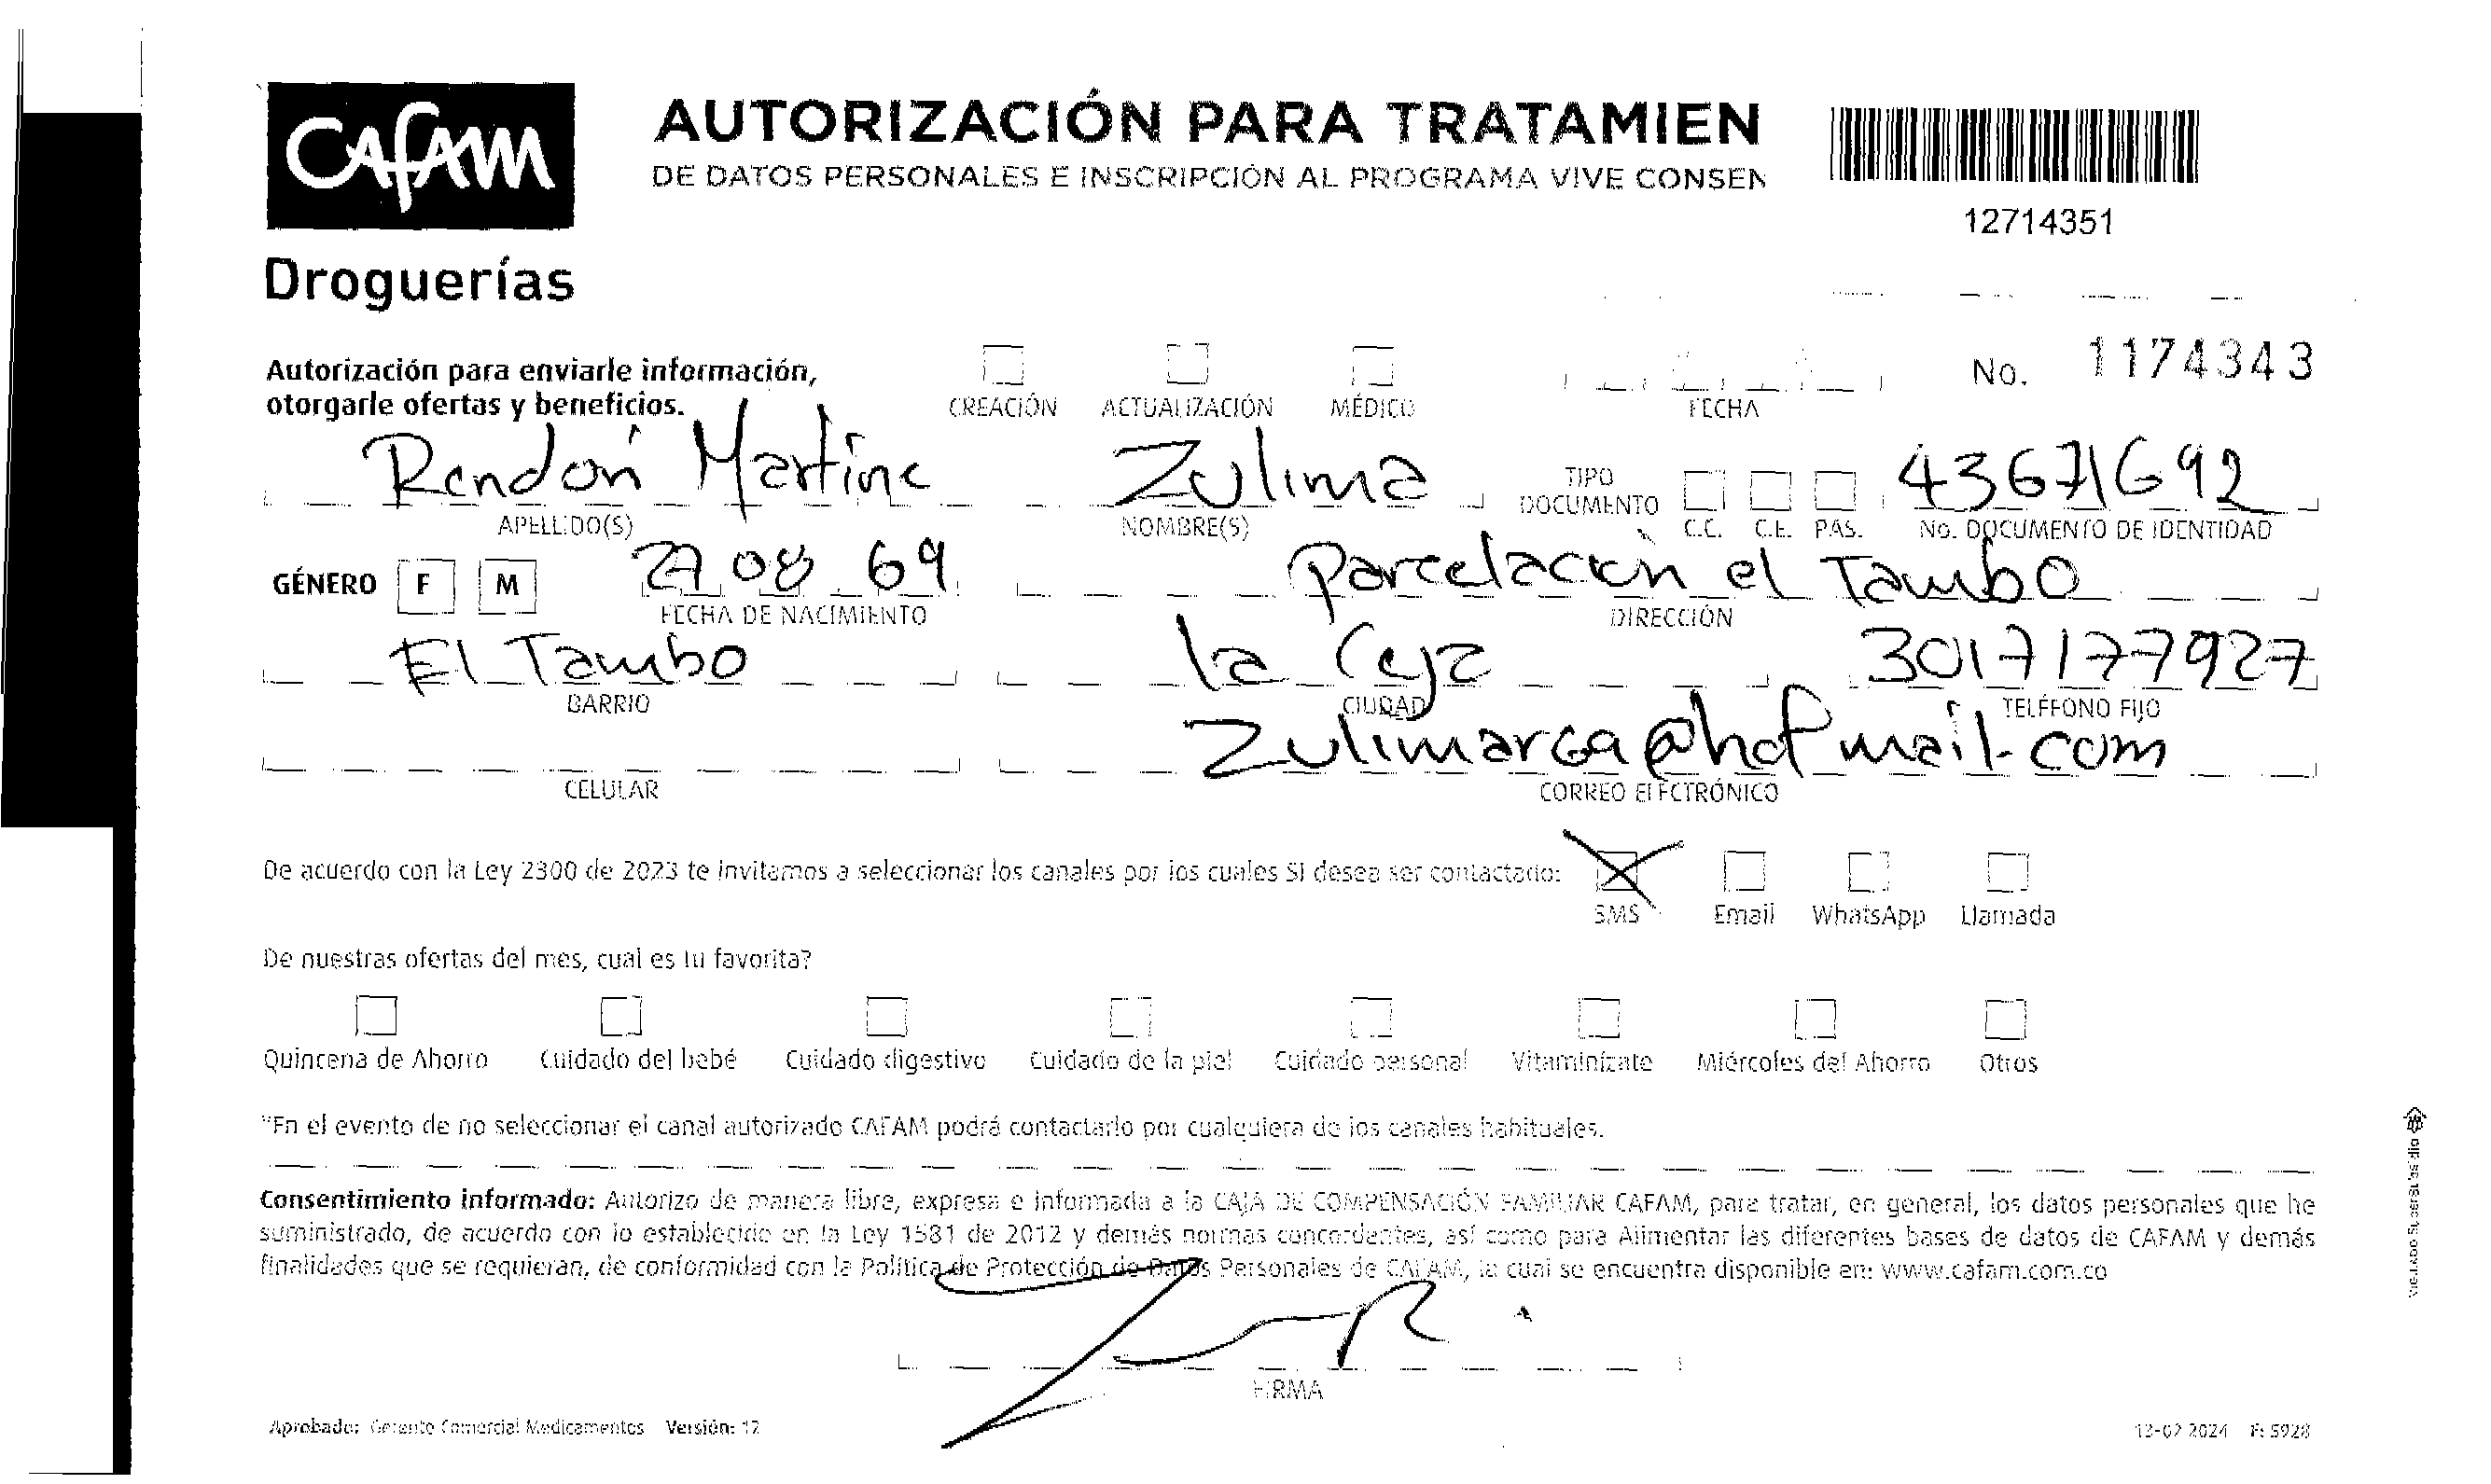 CAFAM
Droguerías
AUTORIZACIÓN PARA TRATAMIEN
DE DATOS PERSONALES E INSCRIPCIÓN AL PROGRAMA VIVE CONSEN
12714351
Autorización para enviarle información,
otorgarle ofertas y beneficios.
CREACIÓN ACTUALIZACIÓN MÉDICO
FECHA
No. 1174343
Rendón Martine Zulima 43671692
APELLIDO(S) NOMBRE(S) TIPO DOCUMENTO C.C. C.E. PAS. No. DOCUMENTO DE IDENTIDAD
GÉNERO F M 27 08 69 Parcelación el Tambo
FECHA DE NACIMIENTO DIRECCIÓN
El Tambo la Ceja 3017177927
BARRIO CIUDAD TELÉFONO FIJO
Zulimarga@hotmail.com
CELULAR CORREO ELECTRÓNICO
De acuerdo con la Ley 2300 de 2023 te invitamos a seleccionar los canales por los cuales SI desea ser contactado:
SMS Email WhatsApp Llamada
De nuestras ofertas del mes, cual es tu favorita?
Quincena de Ahorro Cuidado del bebé Cuidado digestivo Cuidado de la piel Cuidado personal Vitaminízate Miércoles del Ahorro Otros
*En el evento de no seleccionar el canal autorizado CAFAM podrá contactarlo por cualquiera de los canales habituales.
Consentimiento informado: Autorizo de manera libre, expresa e informada a la CAJA DE COMPENSACIÓN FAMILIAR CAFAM, para tratar, en general, los datos personales que he
suministrado, de acuerdo con lo establecido en la Ley 1581 de 2012 y demás normas concordantes, así como para Alimentar las diferentes bases de datos de CAFAM y demás
finalidades que se requieran, de conformidad con la Política de Protección de Datos Personales de CAFAM, la cual se encuentra disponible en: www.cafam.com.co
FIRMA
Aprobado: Gerente Comercial Medicamentos Versión: 12
13-02 2024 F: 5928